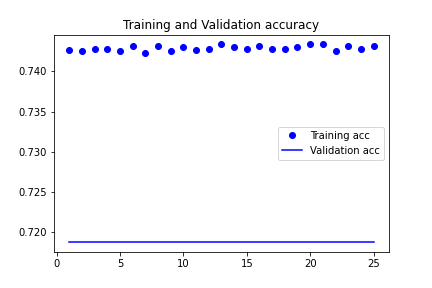 Training and Validation accuracy
0.740
0.735
0.730
0.725
0.720
Training acc
Validation acc
0 5 10 15 20 25